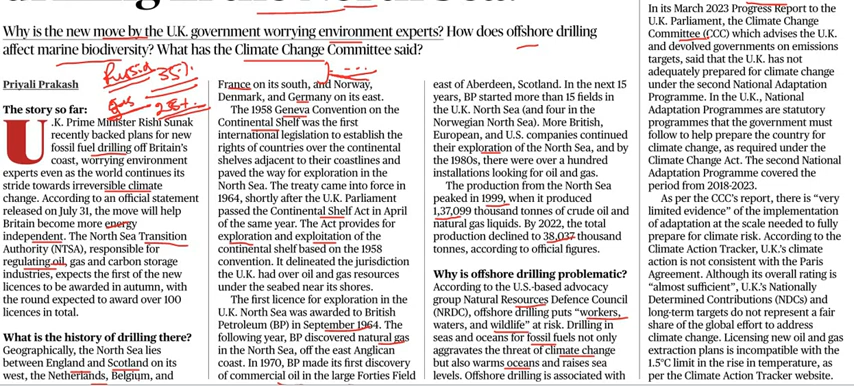 Why is the new move by the U.K. government worrying environment experts? How does offshore drilling
affect marine biodiversity? What has the Climate Change Committee said?
Priyali Prakash
The story so far:
U.K. Prime Minister Rishi Sunak
recently backed plans for new
fossil fuel drilling off Britain's
coast, worrying environment
experts even as the world continues its
stride towards irreversible climate
change. According to an official statement
released on July 31, the move will help
Britain become more energy
independent. The North Sea Transition
Authority (NTSA), responsible for
regulating oil, gas and carbon storage
industries, expects the first of the new
licences to be awarded in autumn, with
the round expected to award over 100
licences in total.
What is the history of drilling there?
Geographically, the North Sea lies
between England and Scotland on its
west, the Netherlands, Belgium, and
France on its south, and Norway,
Denmark, and Germany on its east.
The 1958 Geneva Convention on the
Continental Shelf was the first
international legislation to establish the
rights of countries over the continental
shelves adjacent to their coastlines and
paved the way for exploration in the
North Sea. The treaty came into force in
1964, shortly after the U.K. Parliament
passed the Continental Shelf Act in April
of the same year. The Act provides for
exploration and exploitation of the
continental shelf based on the 1958
convention. It delineated the jurisdiction
the U.K. had over oil and gas resources
under the seabed near its shores.
The first licence for exploration in the
U.K. North Sea was awarded to British
Petroleum (BP) in September 1964. The
following year, BP discovered natural gas
in the North Sea, off the east Anglican
coast. In 1970, BP made its first discovery
of commercial oil in the large Forties Field
east of Aberdeen, Scotland. In the next 15
years, BP started more than 15 fields in
the U.K. North Sea (and four in the
Norwegian North Sea). More British,
European, and U.S. companies continued
their exploration of the North Sea, and by
the 1980s, there were over a hundred
installations looking for oil and gas.
The production from the North Sea
peaked in 1999, when it produced
1,37,099 thousand tonnes of crude oil and
natural gas liquids. By 2022, the total
production declined to 38,037 thousand
tonnes, according to official figures.
Why is offshore drilling problematic?
According to the U.S.-based advocacy
group Natural Resources Defence Council
(NRDC), offshore drilling puts "workers,
waters, and wildlife" at risk. Drilling in
seas and oceans for fossil fuels not only
aggravates the threat of climate change
but also warms oceans and raises sea
levels. Offshore drilling is associated with
In its March 2023 Progress Report to the
U.K. Parliament, the Climate Change
Committee (CCC) which advises the U.K.
and devolved governments on emissions
targets, said that the U.K. has not
adequately prepared for climate change
under the second National Adaptation
Programme. In the U.K., National
Adaptation Programmes are statutory
programmes that the government must
follow to help prepare the country for
climate change, as required under the
Climate Change Act. The second National
Adaptation Programme covered the
period from 2018-2023.
As per the CCC's report, there is "very
limited evidence" of the implementation
of adaptation at the scale needed to fully
prepare for climate risk. According to the
Climate Action Tracker, U.K.'s climate
action is not consistent with the Paris
Agreement. Although its overall rating is
"almost sufficient", U.K.'s Nationally
Determined Contributions (NDCs) and
long-term targets do not represent a fair
share of the global effort to address
climate change. Licensing new oil and gas
extraction plans is incompatible with the
1.5°C limit in the rise in temperature, as
per the Climate Action Tracker website.
Russia 35%
gas